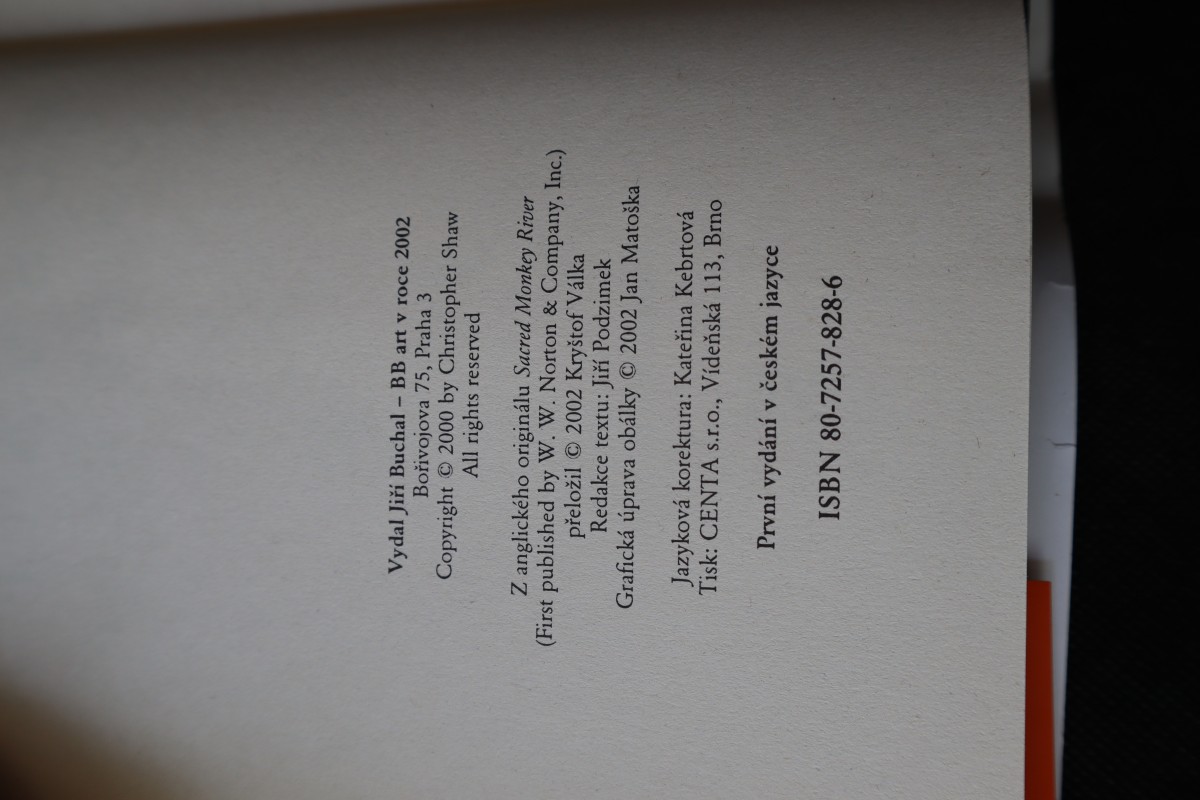 Vydal Jiří Buchal – BB art v roce 2002
Bořivojova 75, Praha 3
Copyright © 2000 by Christopher Shaw
All rights reserved
Z anglického originálu Sacred Monkey River
(First published by W. W. Norton & Company, Inc.)
přeložil © 2002 Kryštof Válka
Redakce textu: Jiří Podzimek
Grafická úprava obálky © 2002 Jan Matoška
Jazyková korektura: Kateřina Kebrtová
Tisk: CENTA s.r.o., Vídeňská 113, Brno
První vydání v českém jazyce
ISBN 80-7257-828-6